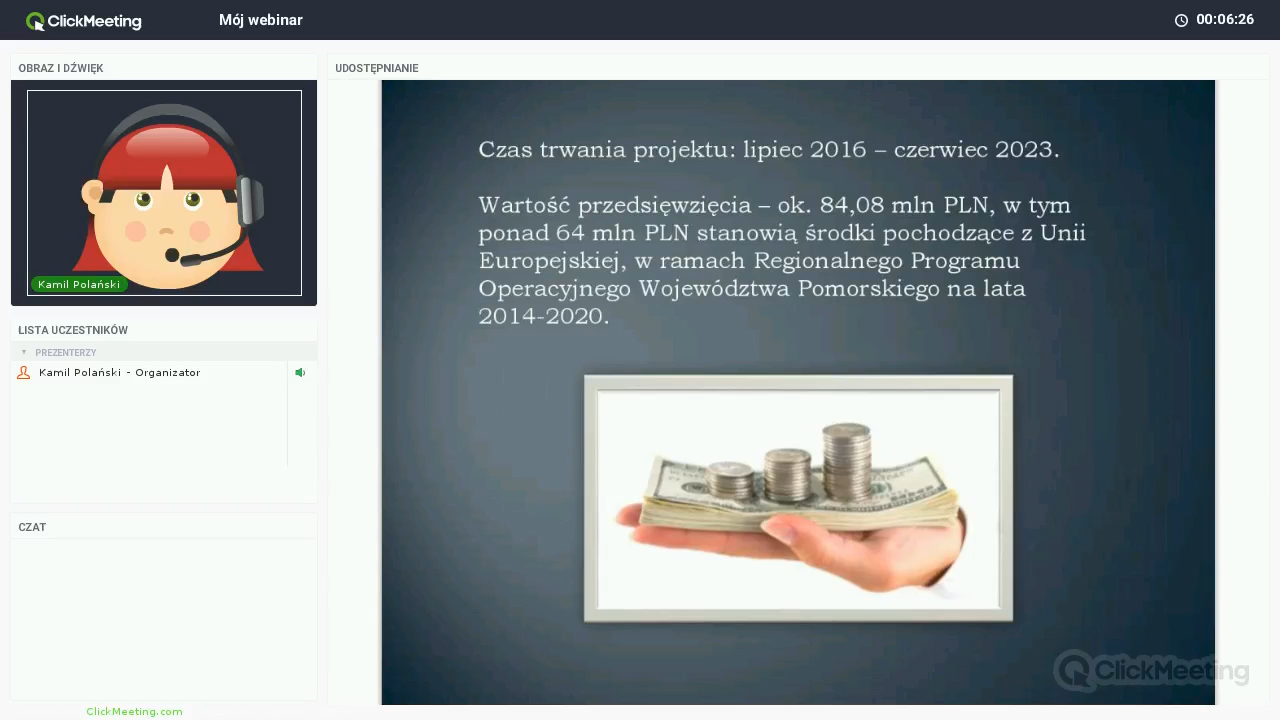 ClickMeeting
Mój webinar
00:06:26
OBRAZ I DŹWIĘK
Kamil Polański
LISTA UCZESTNIKÓW
PREZENTERZY
Kamil Polański - Organizator
CZAT
ClickMeeting.com
UDOSTĘPNIANIE
Czas trwania projektu: lipiec 2016 – czerwiec 2023.
Wartość przedsięwzięcia – ok. 84,08 mln PLN, w tym
ponad 64 mln PLN stanowią środki pochodzące z Unii
Europejskiej, w ramach Regionalnego Programu
Operacyjnego Województwa Pomorskiego na lata
2014-2020.
ClickMeeting